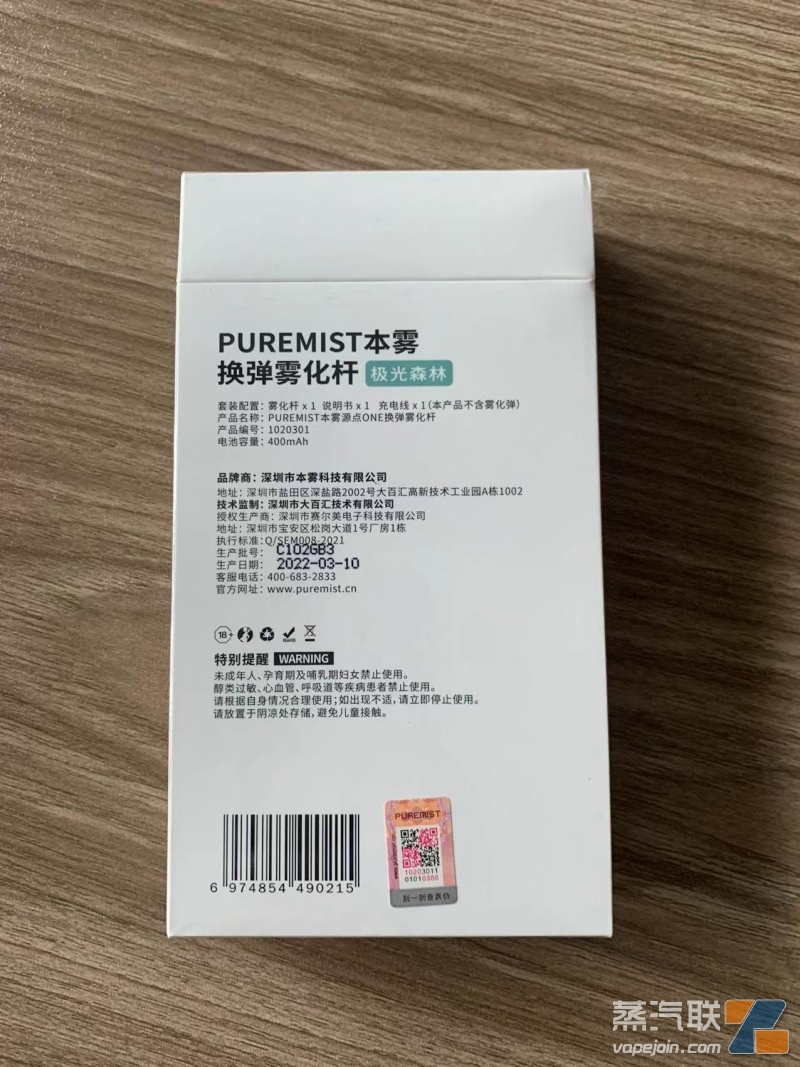 PUREMIST本雾
换弹雾化杆 极光森林
套装配置：雾化杆 x 1 说明书 x 1 充电线 x 1(本产品不含雾化弹)
产品名称：PUREMIST本雾源点ONE换弹雾化杆
产品编号：1020301
电池容量：400mAh
品牌商：深圳市本雾科技有限公司
地址：深圳市盐田区深盐路2002号大百汇高新技术工业园A栋1002
技术监制：深圳市大百汇技术有限公司
授权生产商：深圳市赛尔美电子科技有限公司
地址：深圳市宝安区松岗大道1号厂房1栋
执行标准:Q/SEM008-2021
生产批号： C102GB3
生产日期： 2022-03-10
客服电话：400-683-2833
官方网址：www.puremist.cn
18+ RoHS
特别提醒 WARNING
未成年人、孕育期及哺乳期妇女禁止使用。
醇类过敏、心血管、呼吸道等疾病患者禁止使用。
请根据自身情况合理使用；如出现不适，请立即停止使用。
请放置于阴凉处存储，避免儿童接触。
6 974854 490215
PUREMIST
10203011
01010388
刮一刮查真伪
蒸汽联
vapejoin.com